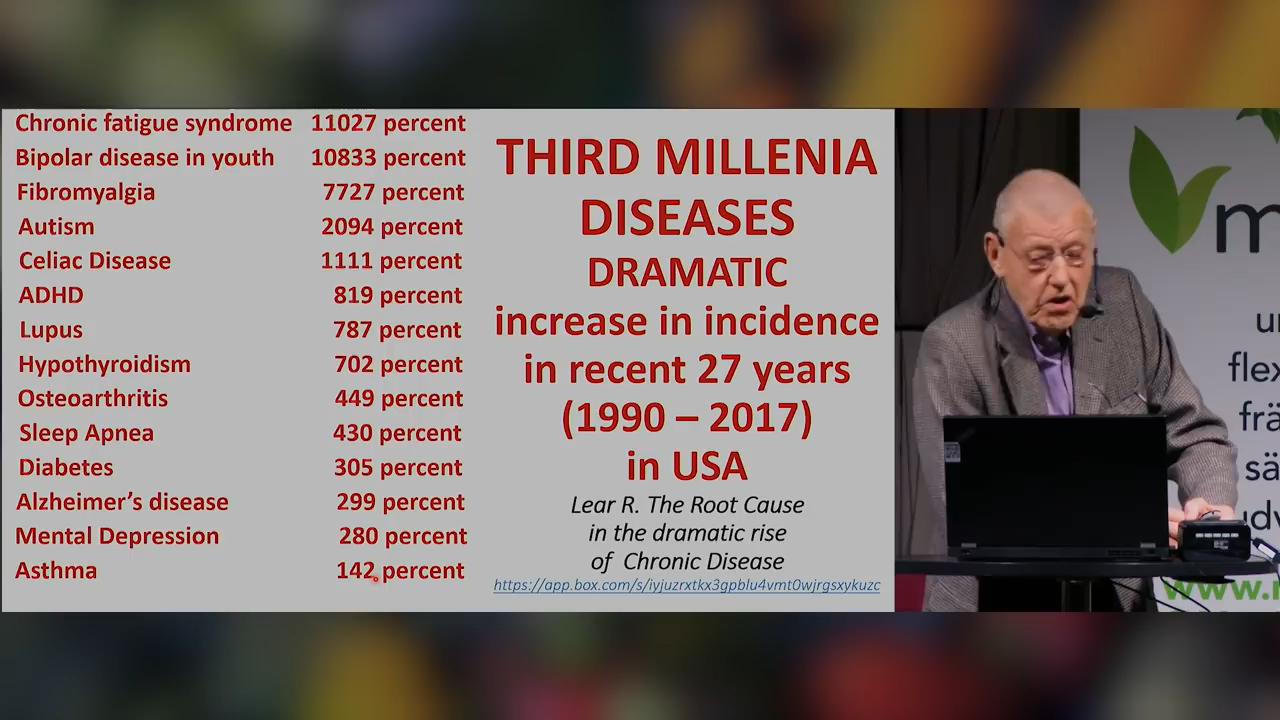 Chronic fatigue syndrome 11027 percent
Bipolar disease in youth 10833 percent
Fibromyalgia 7727 percent
Autism 2094 percent
Celiac Disease 1111 percent
ADHD 819 percent
Lupus 787 percent
Hypothyroidism 702 percent
Osteoarthritis 449 percent
Sleep Apnea 430 percent
Diabetes 305 percent
Alzheimer's disease 299 percent
Mental Depression 280 percent
Asthma 142 percent
THIRD MILLENIA
DISEASES
DRAMATIC
increase in incidence
in recent 27 years
(1990 – 2017)
in USA
Lear R. The Root Cause
in the dramatic rise
of Chronic Disease
https://app.box.com/s/iyjuzrxtkx3gpblu4vmt0wjrgsxykuzc